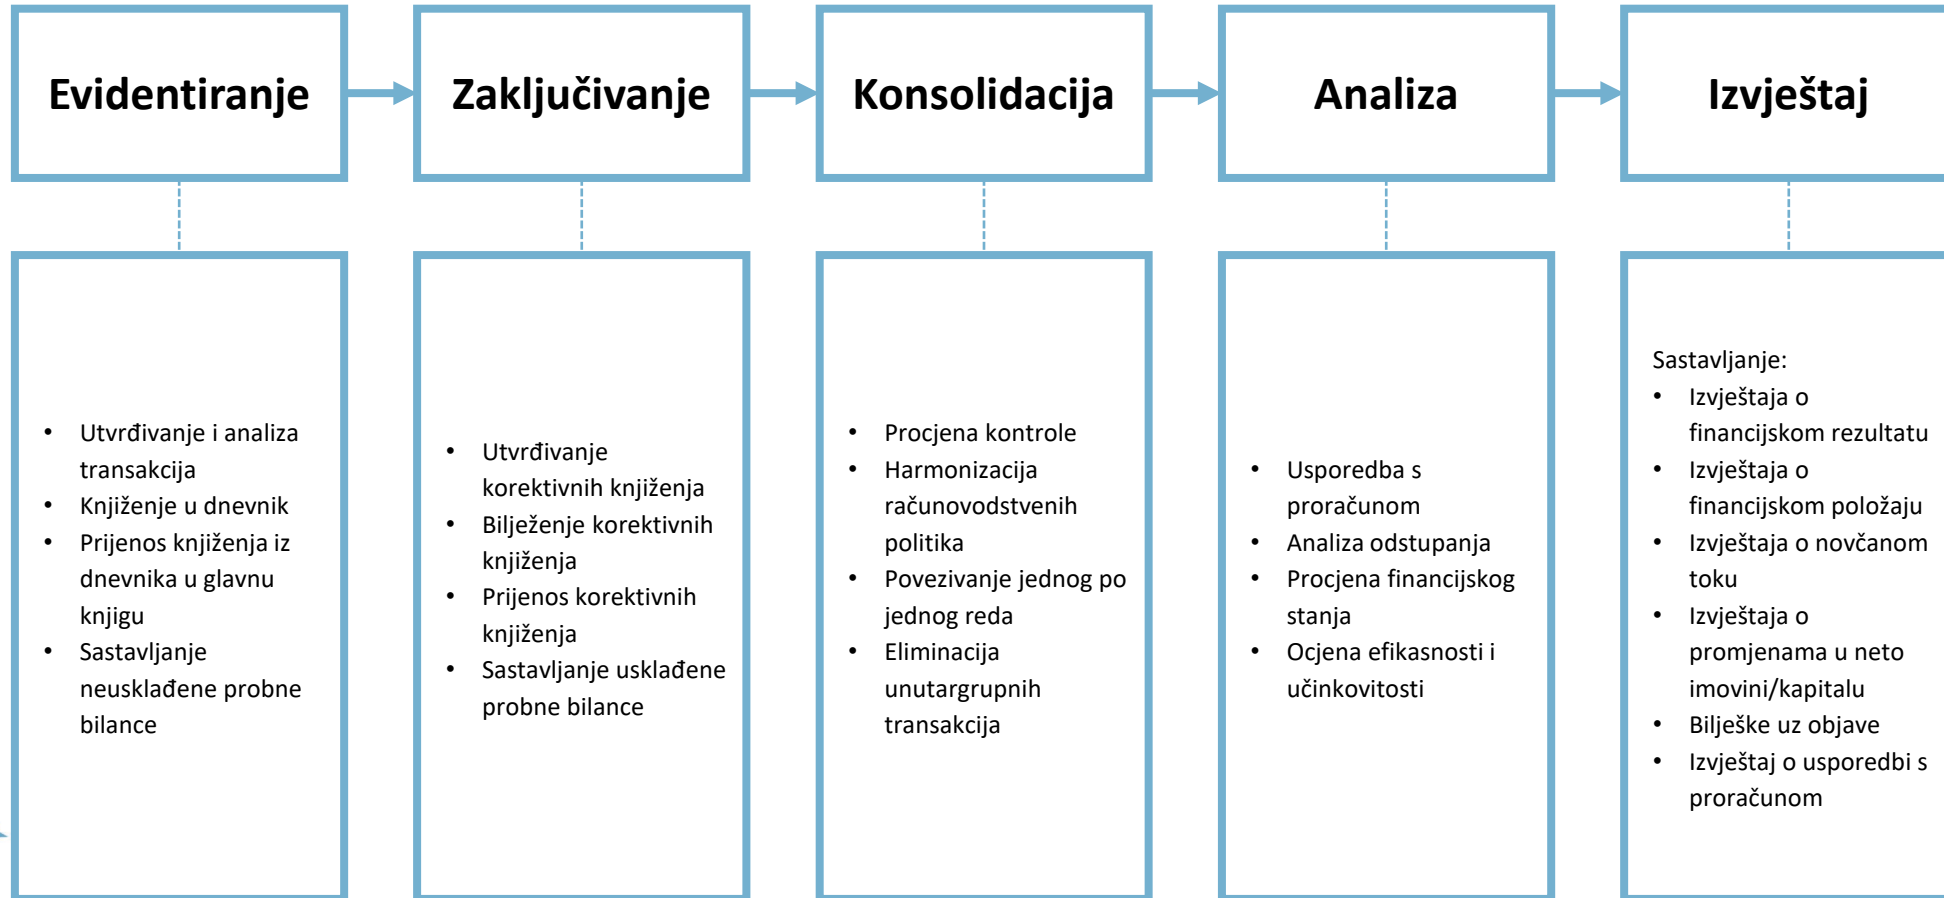 Evidentiranje
Zaključivanje
Konsolidacija
Analiza
Izvještaj
• Utvrđivanje i analiza
transakcija
• Knjiženje u dnevnik
• Prijenos knjiženja iz
dnevnika u glavnu
knjigu
• Sastavljanje
neusklađene probne
bilance
• Utvrđivanje
korektivnih knjiženja
• Bilježenje korektivnih
knjiženja
• Prijenos korektivnih
knjiženja
• Sastavljanje usklađene
probne bilance
• Procjena kontrole
• Harmonizacija
računovodstvenih
politika
• Povezivanje jednog po
jednog reda
• Eliminacija
unutargrupnih
transakcija
• Usporedba s
proračunom
• Analiza odstupanja
• Procjena financijskog
stanja
• Ocjena efikasnosti i
učinkovitosti
Sastavljanje:
• Izvještaja o
financijskom rezultatu
• Izvještaja o
financijskom položaju
• Izvještaja o novčanom
toku
• Izvještaja o
promjenama u neto
imovini/kapitalu
• Bilješke uz objave
• Izvještaj o usporedbi s
proračunom